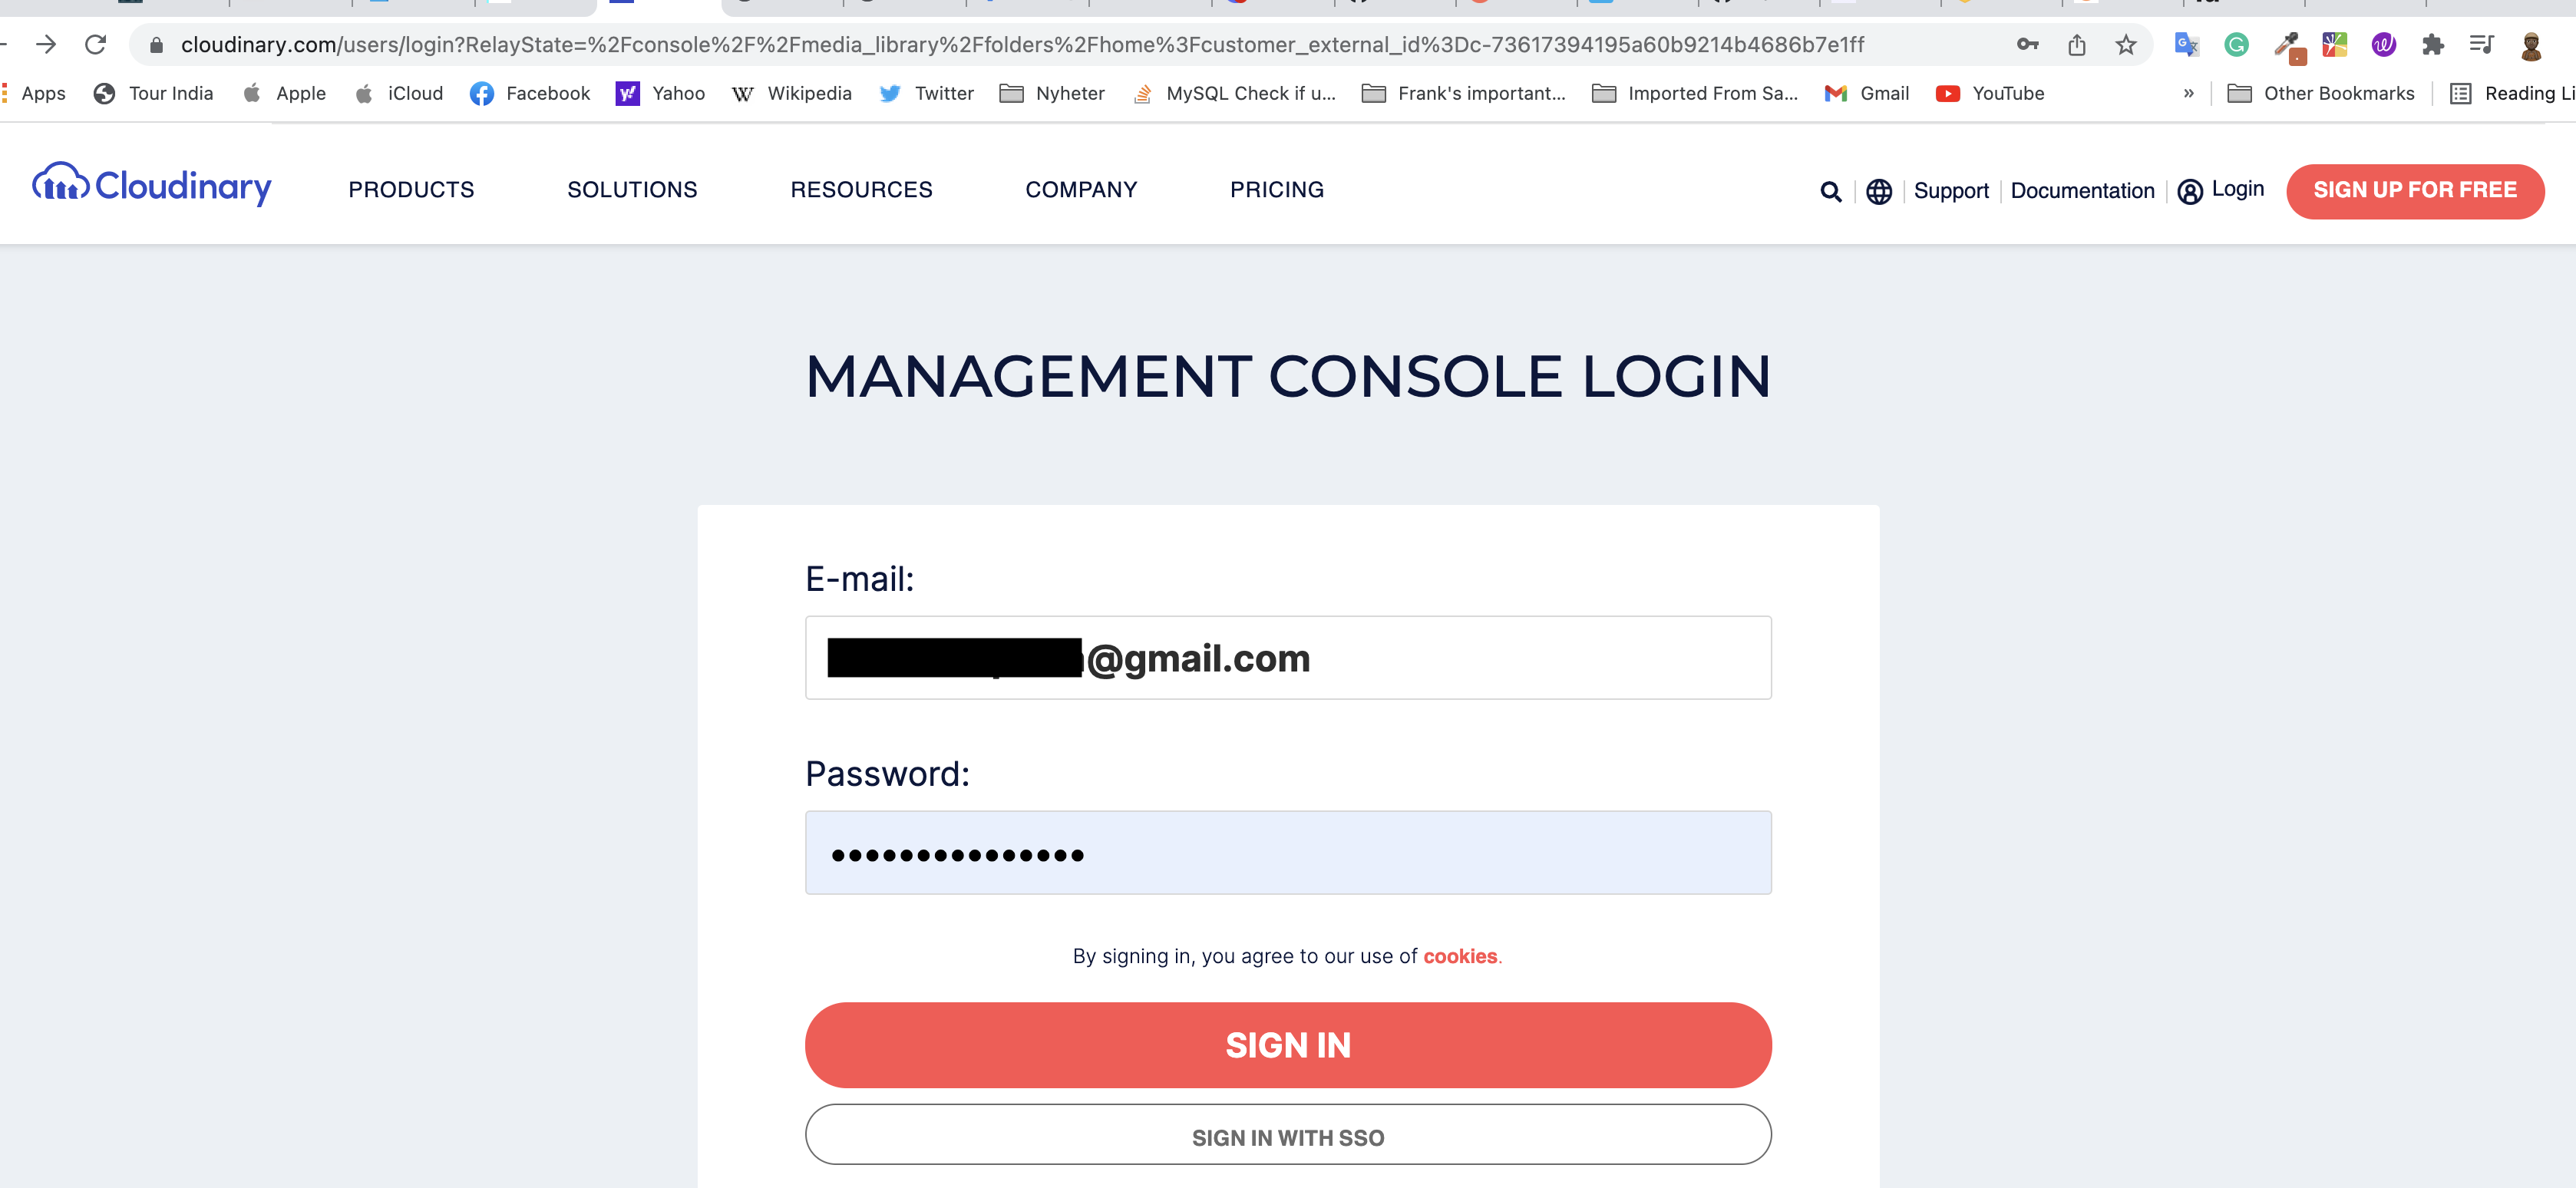 cloudinary.com/users/login?RelayState=%2Fconsole%2F%2Fmedia_library%2Ffolders%2Fhome%3Fcustomer_external_id%3Dc-73617394195a60b9214b4686b7e1ff
Apps Tour India Apple iCloud Facebook Yahoo Wikipedia Twitter Nyheter MySQL Check if u... Frank's important... Imported From Sa... Gmail YouTube » Other Bookmarks Reading Li
Cloudinary PRODUCTS SOLUTIONS RESOURCES COMPANY PRICING Support Documentation Login SIGN UP FOR FREE
MANAGEMENT CONSOLE LOGIN
E-mail:
@gmail.com
Password:
By signing in, you agree to our use of cookies.
SIGN IN
SIGN IN WITH SSO